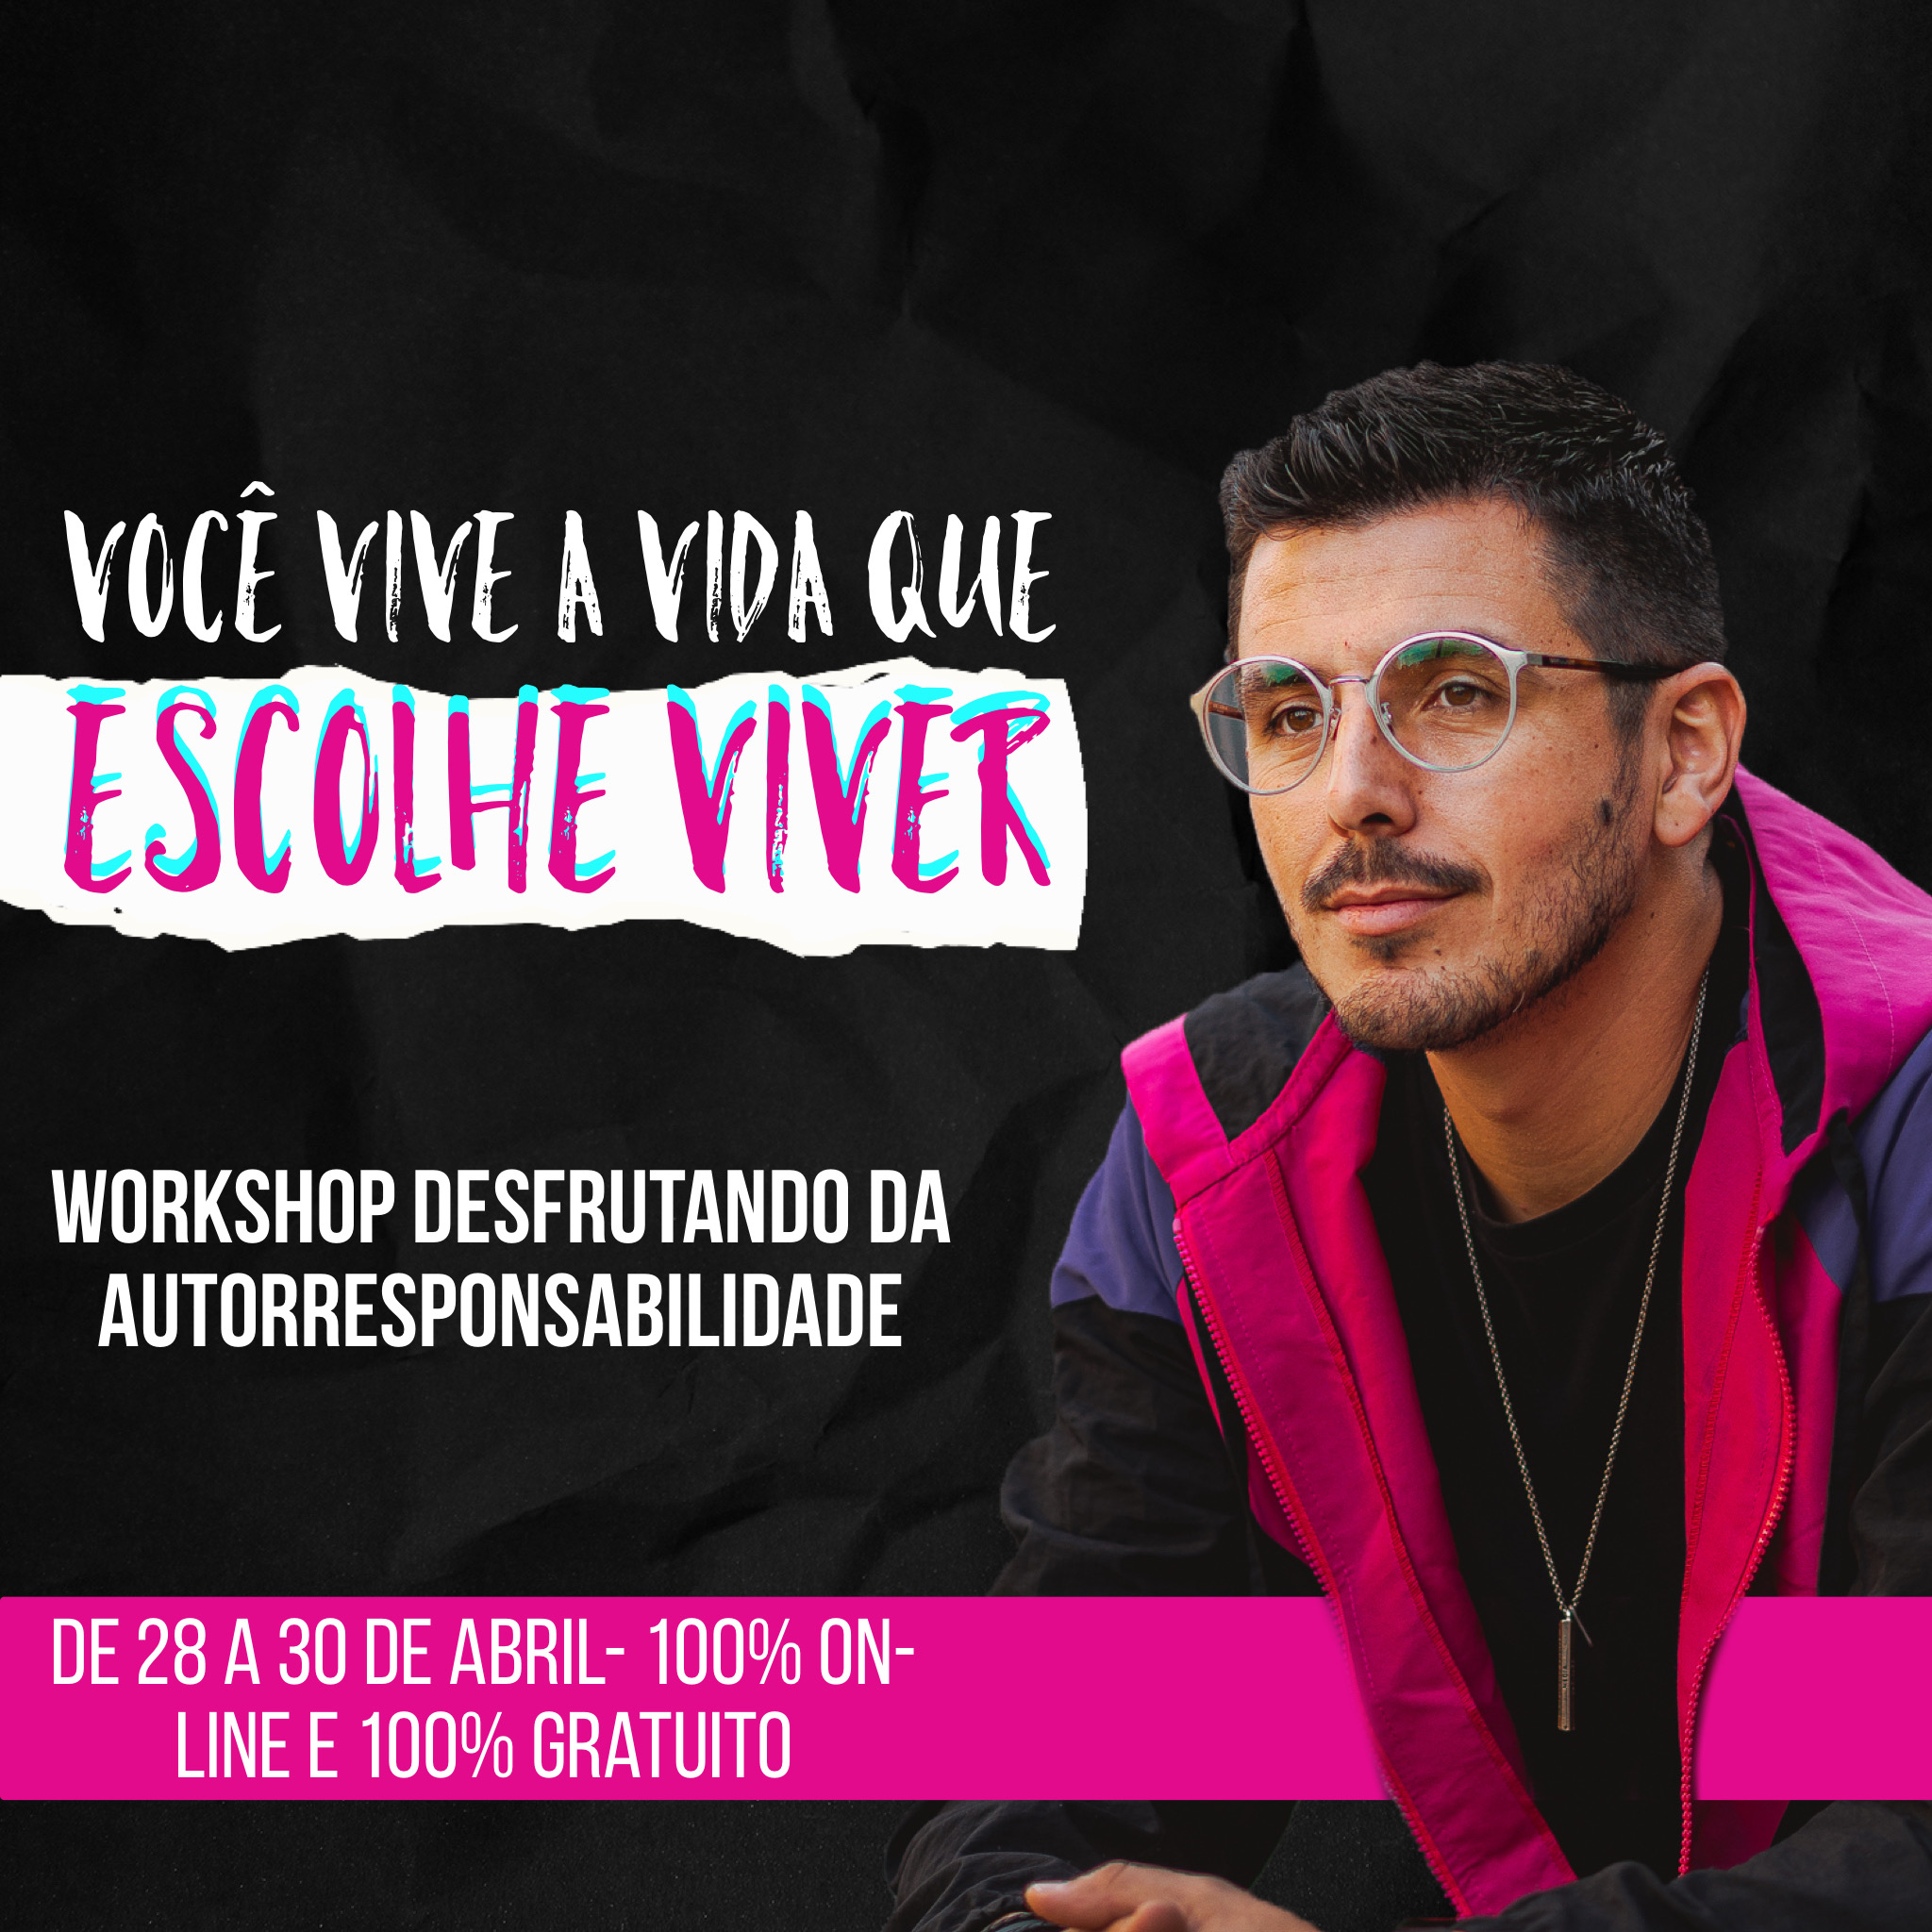 VOCÊ VIVE A VIDA QUE
ESCOLHE VIVER
WORKSHOP DESFRUTANDO DA
AUTORRESPONSABILIDADE
DE 28 A 30 DE ABRIL- 100% ON-
LINE E 100% GRATUITO